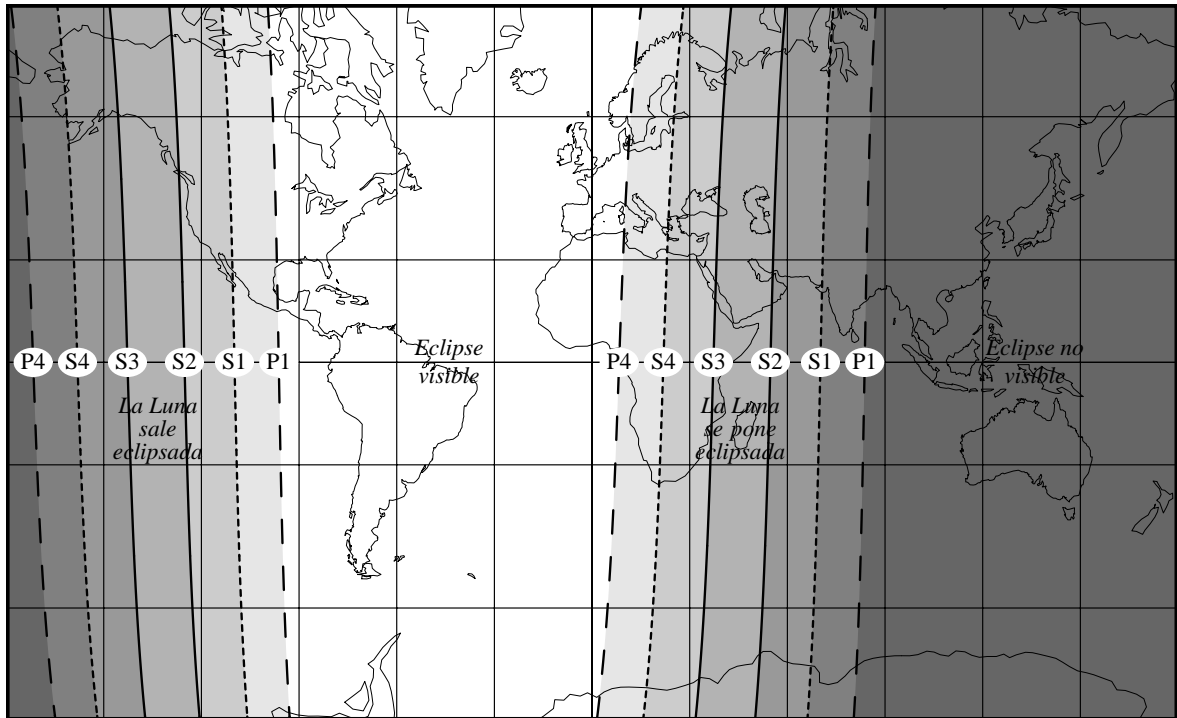 Eclipse
visible
Eclipse no
visible
P4 S4 S3 S2 S1 P1
P4 S4 S3 S2 S1 P1
La Luna
sale
eclipsada
La Luna
se pone
eclipsada